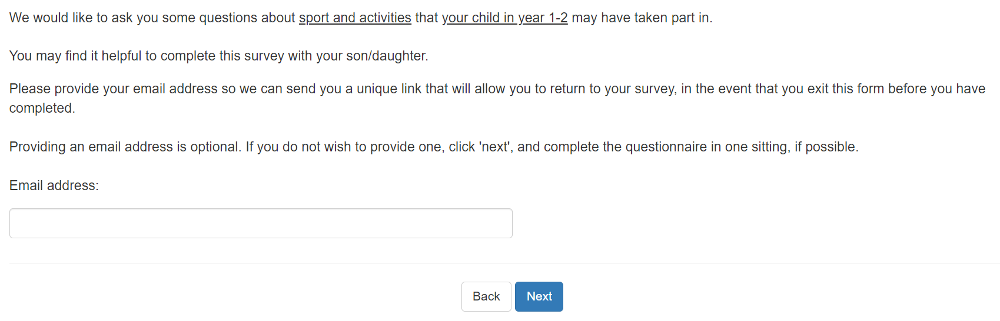 We would like to ask you some questions about sport and activities that your child in year 1-2 may have taken part in.
You may find it helpful to complete this survey with your son/daughter.
Please provide your email address so we can send you a unique link that will allow you to return to your survey, in the event that you exit this form before you have
completed.
Providing an email address is optional. If you do not wish to provide one, click 'next', and complete the questionnaire in one sitting, if possible.
Email address:
Back Next